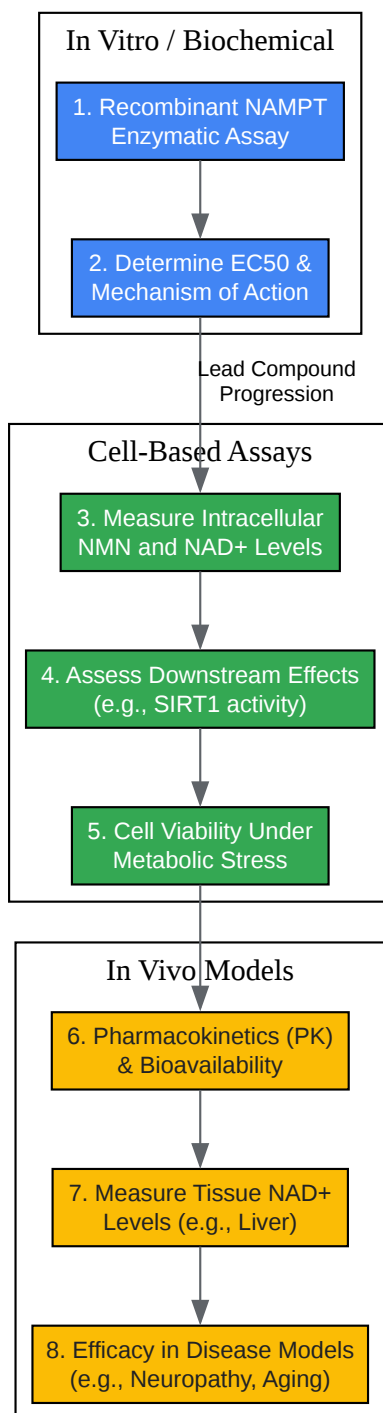 In Vitro / Biochemical
1. Recombinant NAMPT
Enzymatic Assay
2. Determine EC50 &
Mechanism of Action
Lead Compound
Progression
Cell-Based Assays
3. Measure Intracellular
NMN and NAD+ Levels
4. Assess Downstream Effects
(e.g., SIRT1 activity)
5. Cell Viability Under
Metabolic Stress
In Vivo Models
6. Pharmacokinetics (PK)
& Bioavailability
7. Measure Tissue NAD+
Levels (e.g., Liver)
8. Efficacy in Disease Models
(e.g., Neuropathy, Aging)